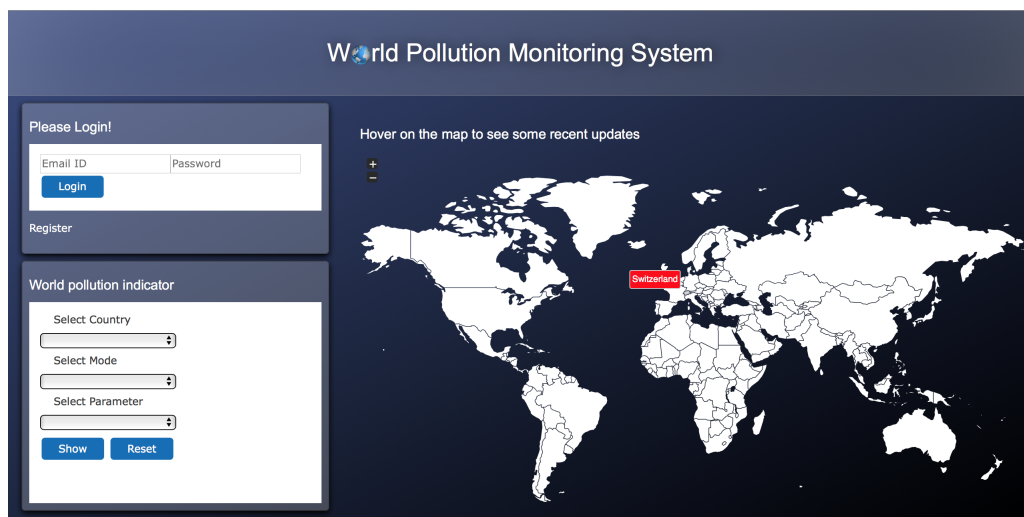 World Pollution Monitoring System
Please Login!
Email ID
Password
Login
Register
Hover on the map to see some recent updates
+
−
Switzerland
World pollution indicator
Select Country
Select Mode
Select Parameter
Show
Reset